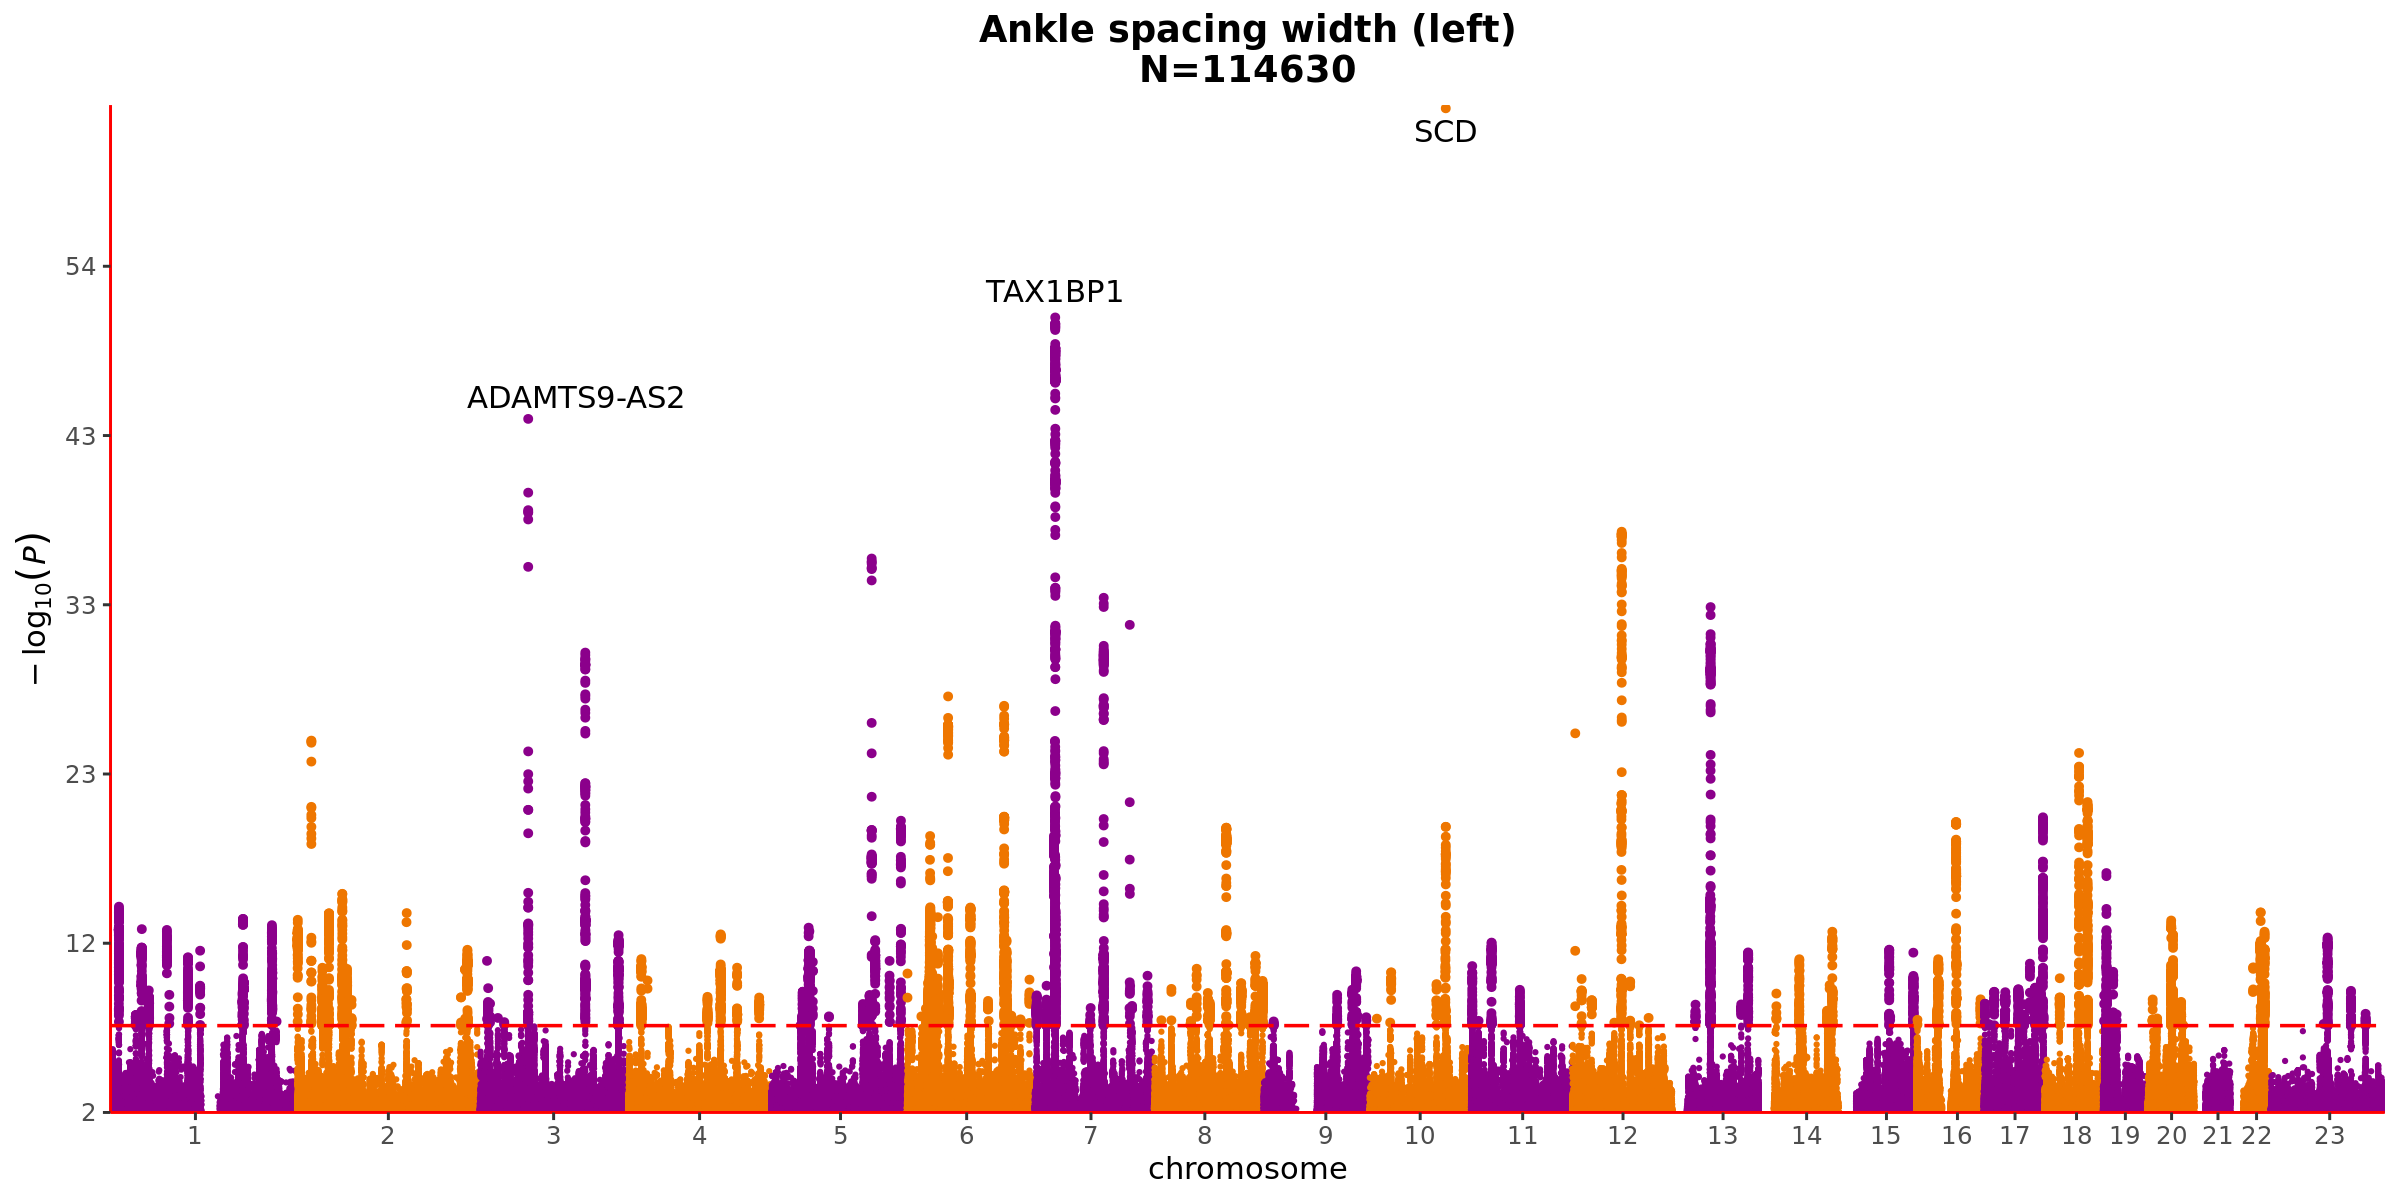 Ankle spacing width (left)
N=114630
SCD
54
TAX1BP1
ADAMTS9-AS2
43
33
− log10(P)
23
12
2
1 2 3 4 5 6 7 8 9 10 11 12 13 14 15 16 17 18 19 20 21 22 23
chromosome